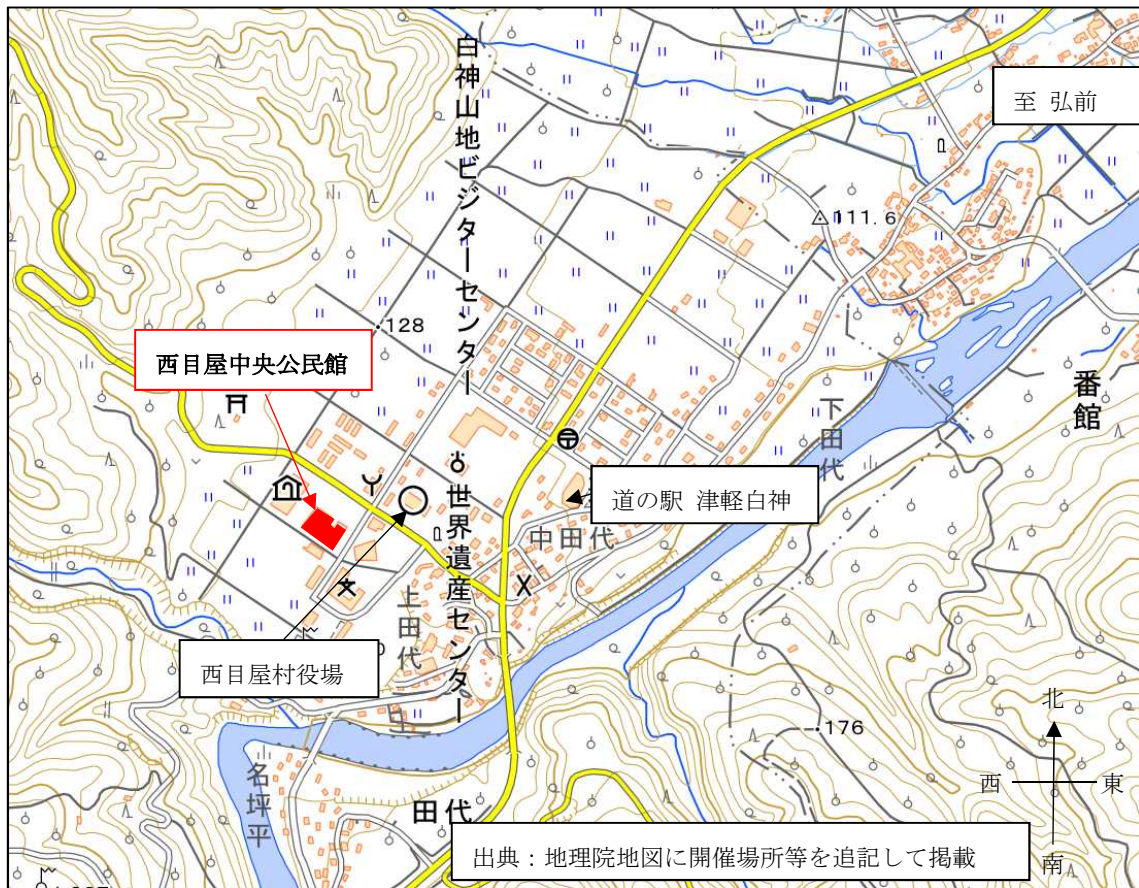 白神山地ビジターセンター
至 弘前
111.6
128
西目屋中央公民館
番館
下田代
道の駅 津軽白神
中田代
世界遺産センター
上田代
西目屋村役場
176
北
西
東
南
名坪平
田代
出典：地理院地図に開催場所等を追記して掲載